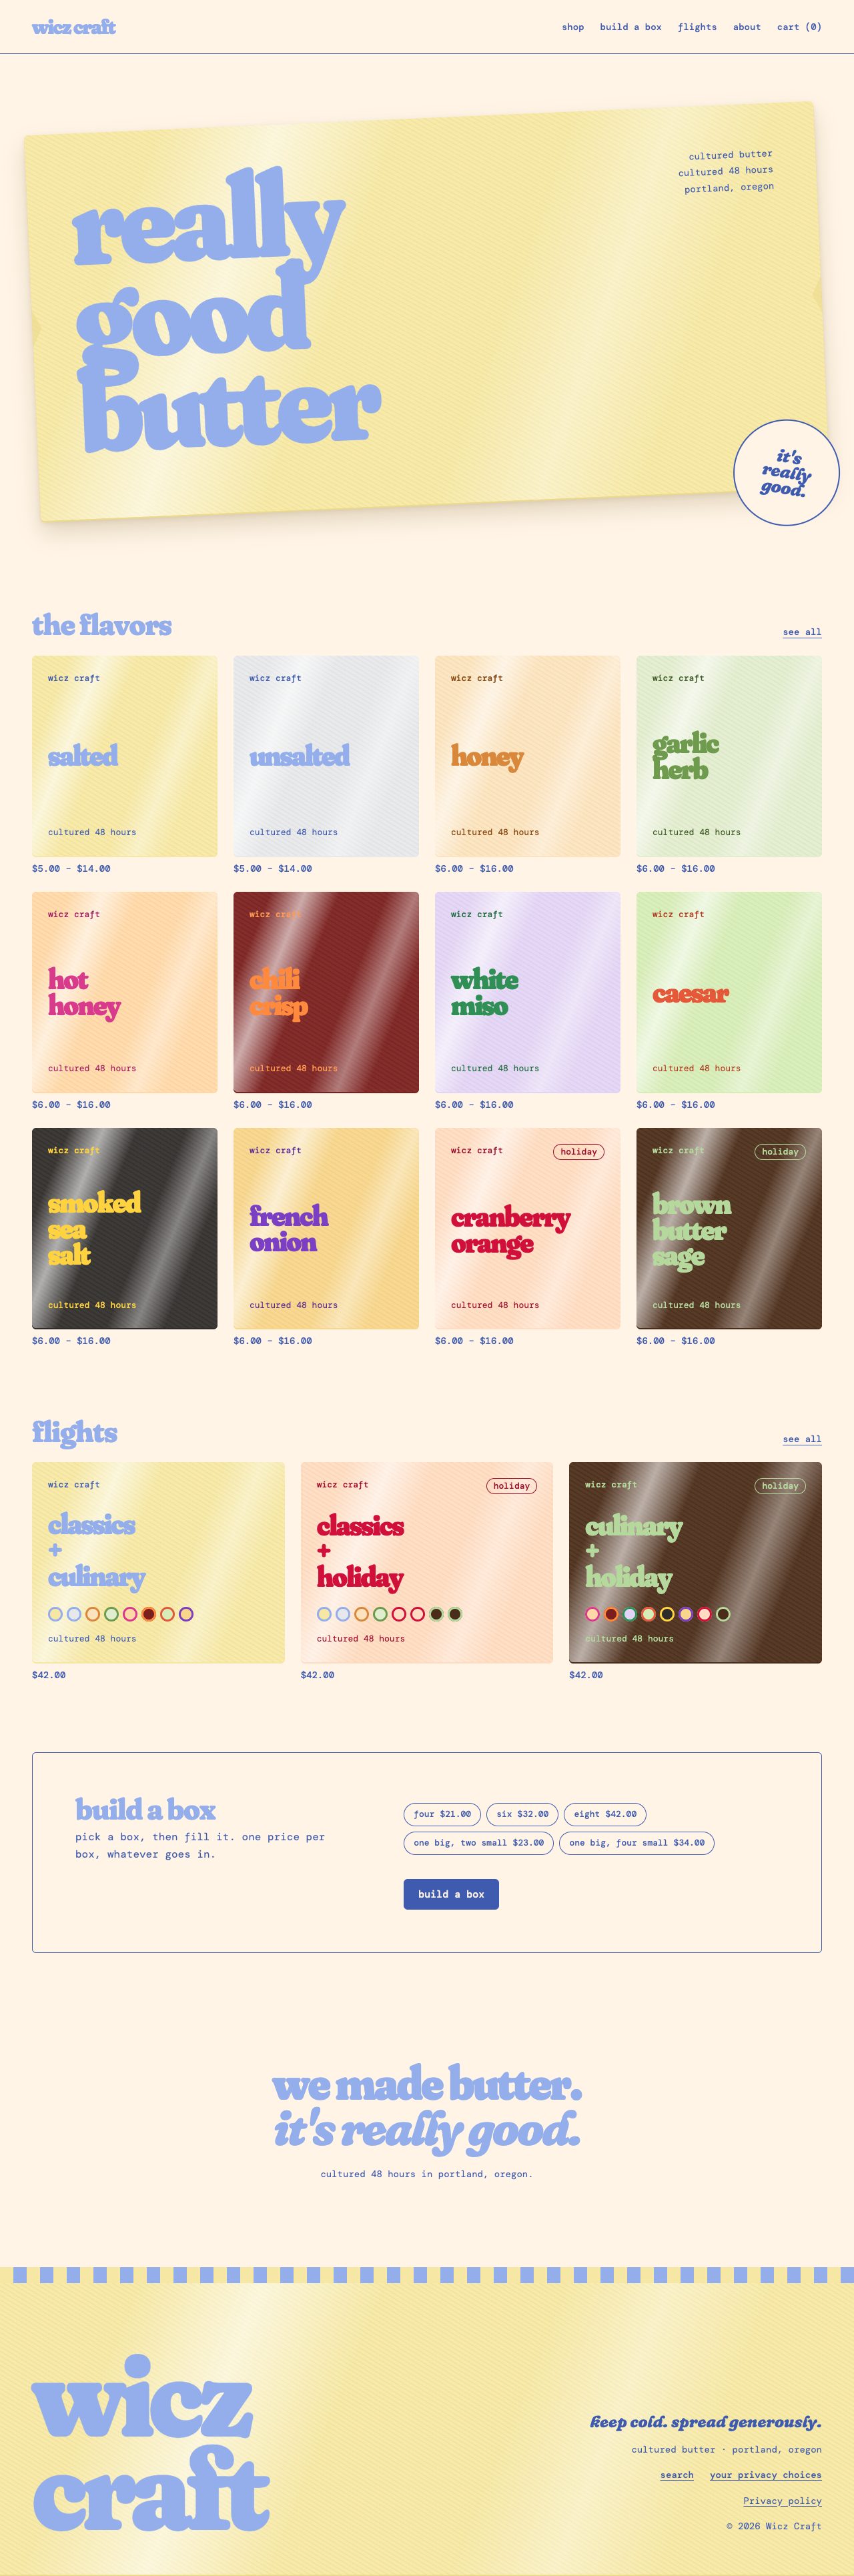 wicz craft
shop build a box flights about cart (0)
really
good
butter
cultured butter
cultured 48 hours
portland, oregon
it's
really
good.
the flavors
see all
wicz craft
salted
cultured 48 hours
$5.00 – $14.00
wicz craft
unsalted
cultured 48 hours
$5.00 – $14.00
wicz craft
honey
cultured 48 hours
$6.00 – $16.00
wicz craft
garlic
herb
cultured 48 hours
$6.00 – $16.00
wicz craft
hot
honey
cultured 48 hours
$6.00 – $16.00
wicz craft
chili
crisp
cultured 48 hours
$6.00 – $16.00
wicz craft
white
miso
cultured 48 hours
$6.00 – $16.00
wicz craft
caesar
cultured 48 hours
$6.00 – $16.00
wicz craft
smoked
sea
salt
cultured 48 hours
$6.00 – $16.00
wicz craft
french
onion
cultured 48 hours
$6.00 – $16.00
wicz craft
holiday
cranberry
orange
cultured 48 hours
$6.00 – $16.00
wicz craft
holiday
brown
butter
sage
cultured 48 hours
$6.00 – $16.00
flights
see all
wicz craft
classics
+
culinary
cultured 48 hours
$42.00
wicz craft
holiday
classics
+
holiday
cultured 48 hours
$42.00
wicz craft
holiday
culinary
+
holiday
cultured 48 hours
$42.00
build a box
pick a box, then fill it. one price per
box, whatever goes in.
four $21.00 six $32.00 eight $42.00
one big, two small $23.00 one big, four small $34.00
build a box
we made butter.
it's really good.
cultured 48 hours in portland, oregon.
wicz
craft
keep cold. spread generously.
cultured butter · portland, oregon
search your privacy choices
Privacy policy
© 2026 Wicz Craft